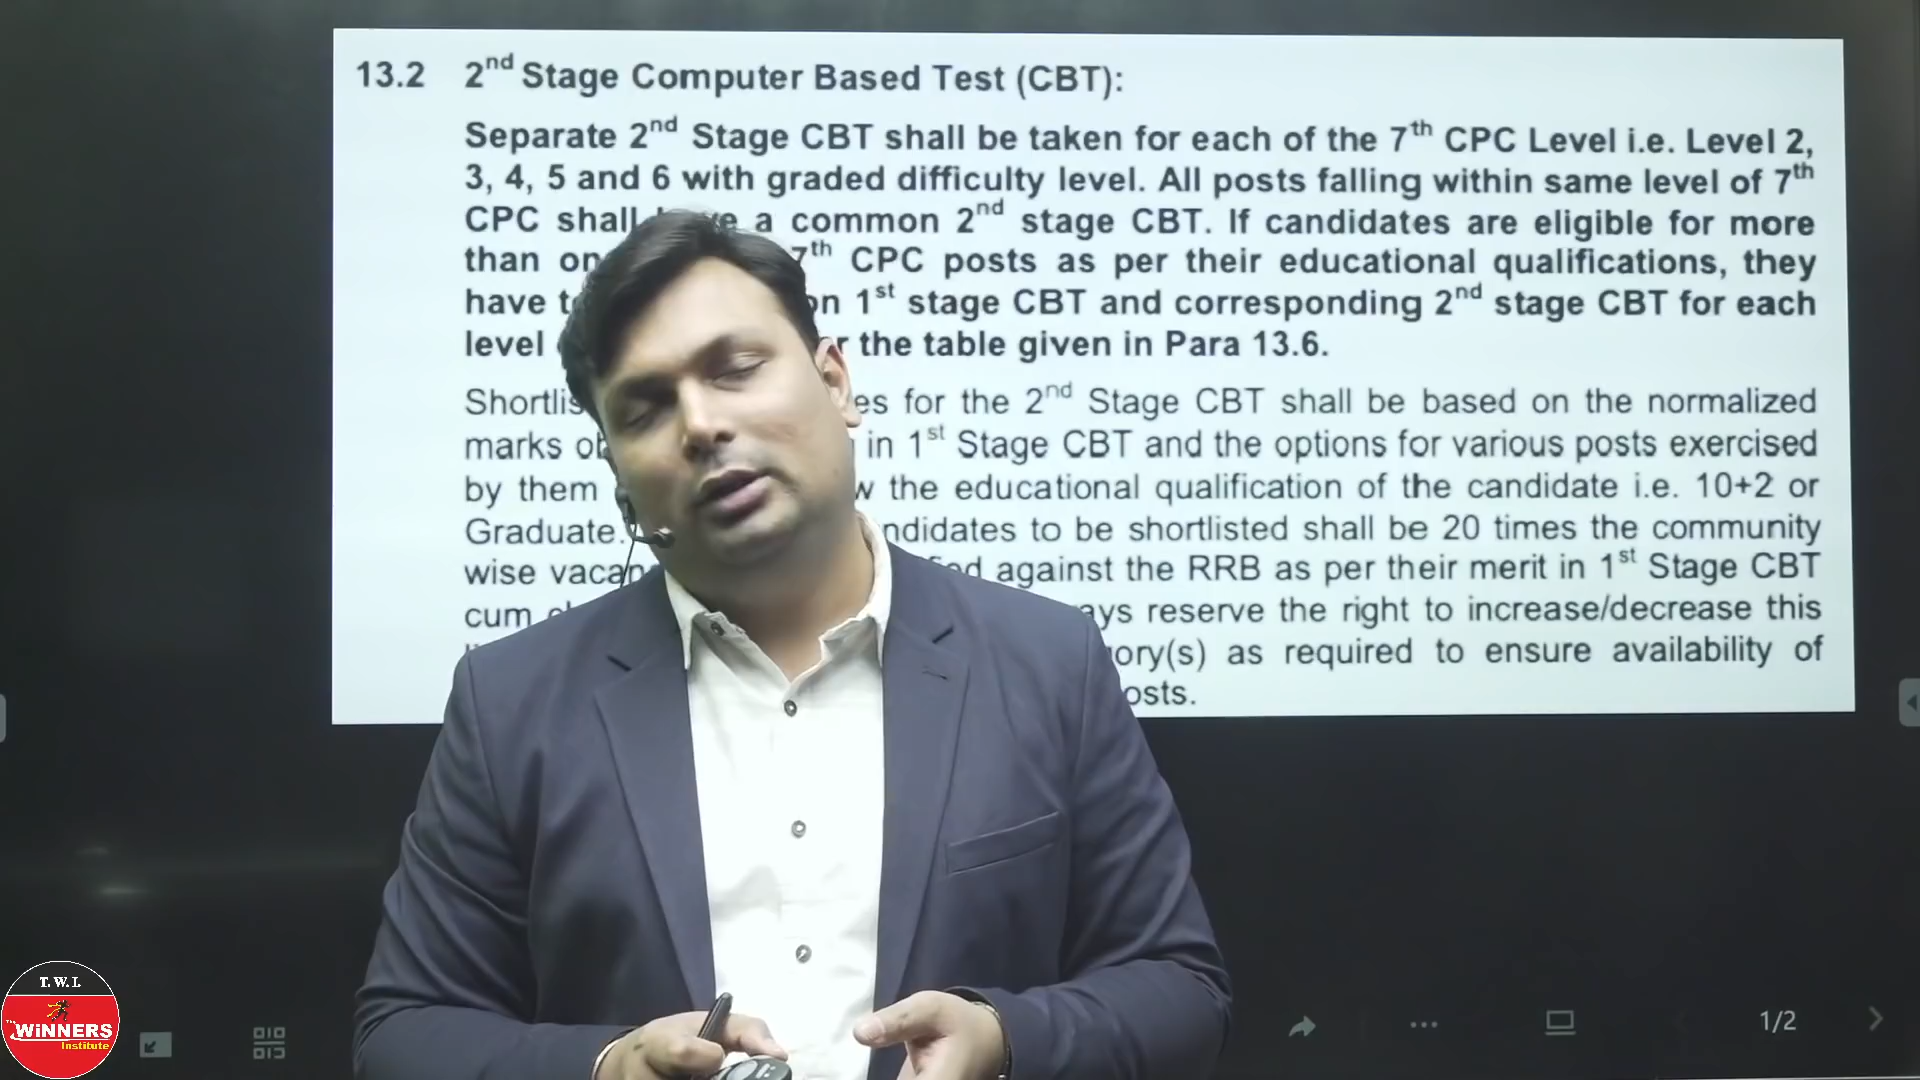 13.2 2nd Stage Computer Based Test (CBT):
Separate 2nd Stage CBT shall be taken for each of the 7th CPC Level i.e. Level 2,
3, 4, 5 and 6 with graded difficulty level. All posts falling within same level of 7th
CPC shall a common 2nd stage CBT. If candidates are eligible for more
than 7th CPC posts as per their educational qualifications, they
have 1st stage CBT and corresponding 2nd stage CBT for each
level the table given in Para 13.6.
for the 2nd Stage CBT shall be based on the normalized
marks in 1st Stage CBT and the options for various posts exercised
by them the educational qualification of the candidate i.e. 10+2 or
Graduate. to be shortlisted shall be 20 times the community
wise against the RRB as per their merit in 1st Stage CBT
cum reserve the right to increase/decrease this
as required to ensure availability of
T.W.I.
The WINNERS
Institute
1/2